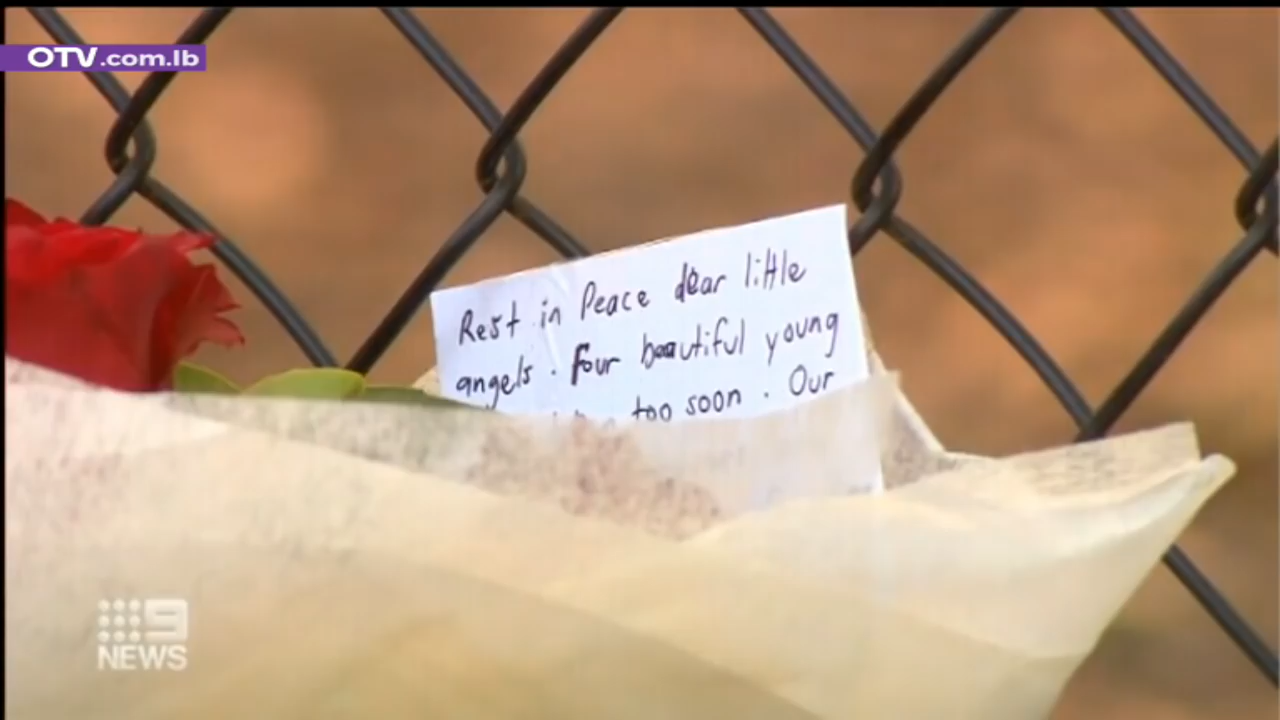 OTV.com.lb
Rest in Peace dear little
angels. four beautiful young
too soon. Our
9
NEWS